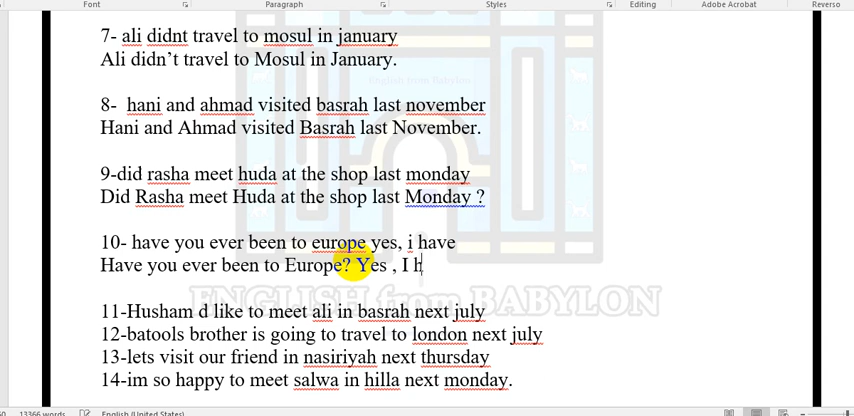 Font Paragraph Styles Editing Adobe Acrobat Reverso
7- ali didnt travel to mosul in january
Ali didn’t travel to Mosul in January.
English from Babylon
8- hani and ahmad visited basrah last november
Hani and Ahmad visited Basrah last November.
9-did rasha meet huda at the shop last monday
Did Rasha meet Huda at the shop last Monday ?
10- have you ever been to europe yes, i have
Have you ever been to Europe? Yes , I h
ENGLISH from BABYLON
11-Husham d like to meet ali in basrah next july
12-batools brother is going to travel to london next july
13-lets visit our friend in nasiriyah next thursday
14-im so happy to meet salwa in hilla next monday.
13366 words English (United States)